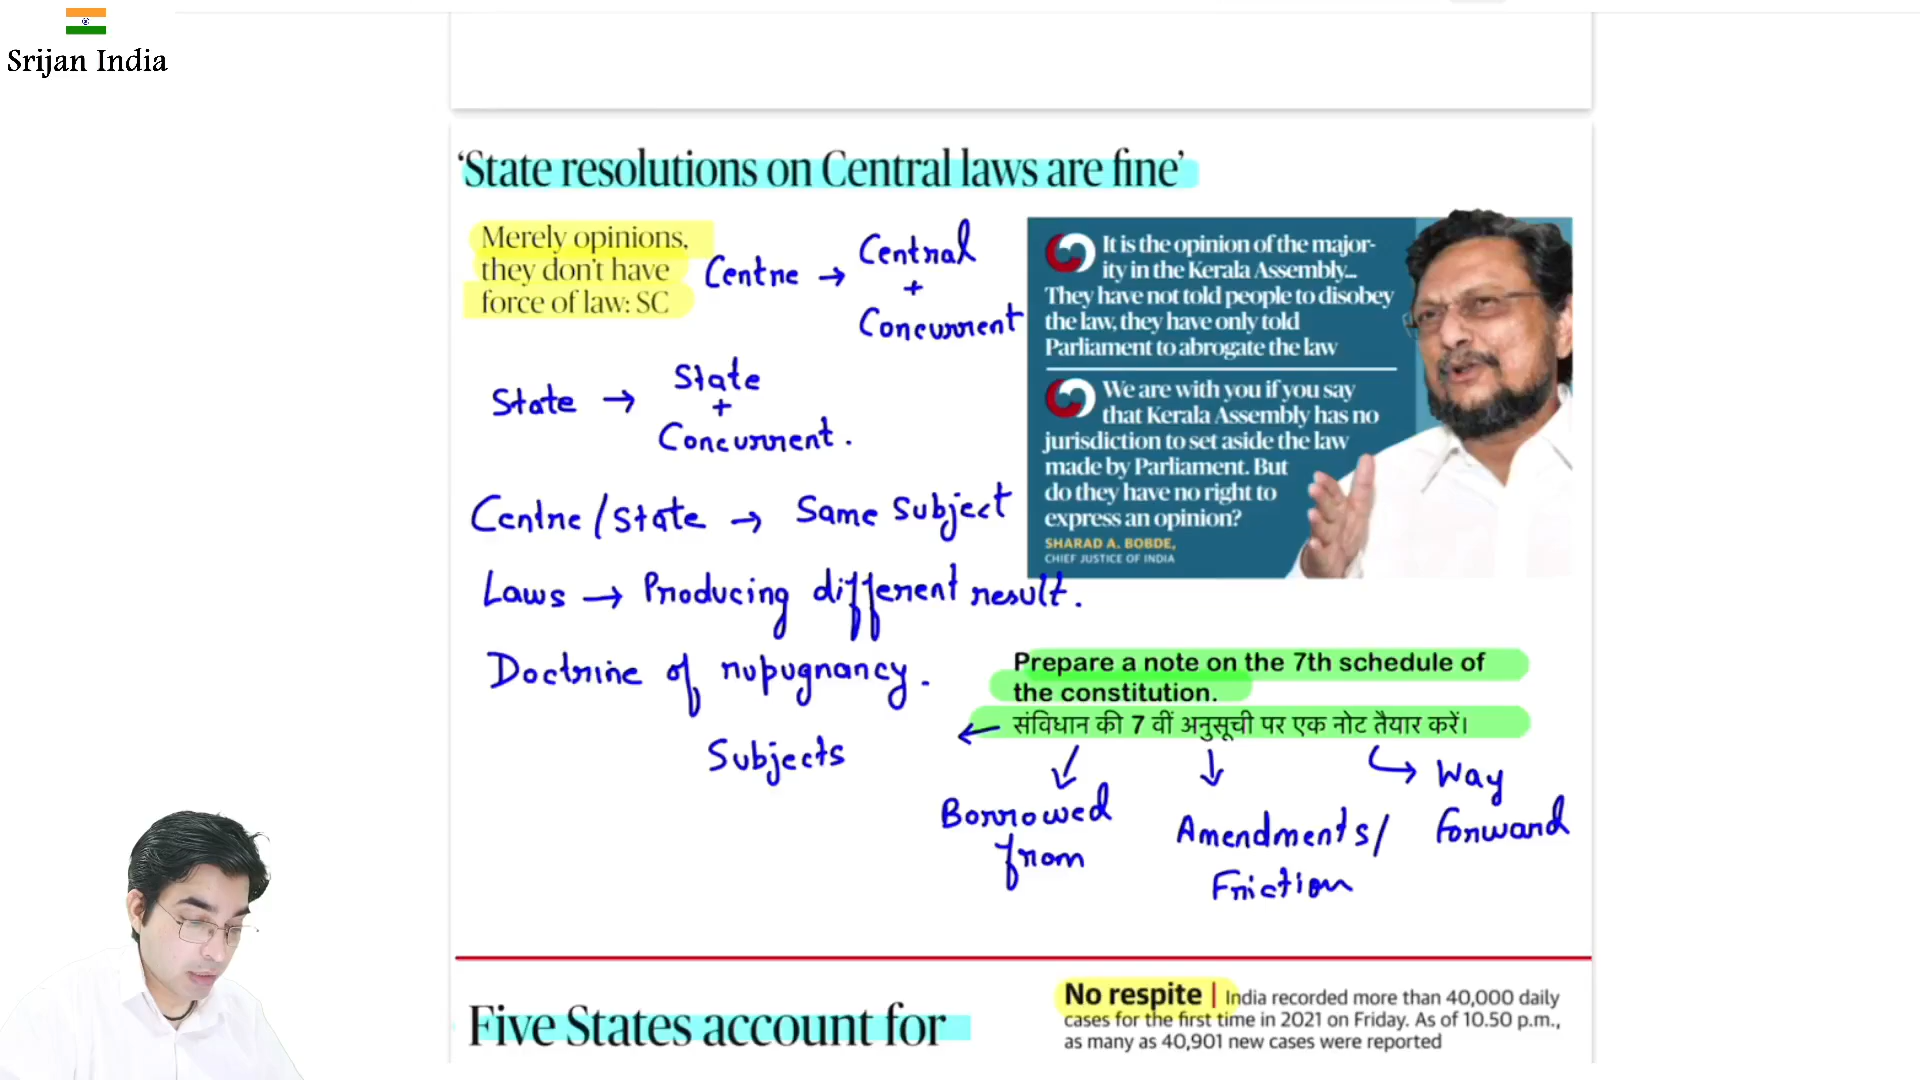 Srijan India
‘State resolutions on Central laws are fine’
Merely opinions,
they don't have
force of law: SC
Centre → Central
+
Concurrent
State → State
+
Concurrent.
Centre/State → Same Subject
Laws → Producing different result.
Doctrine of rupugnancy.
It is the opinion of the major-
ity in the Kerala Assembly...
They have not told people to disobey
the law, they have only told
Parliament to abrogate the law
We are with you if you say
that Kerala Assembly has no
jurisdiction to set aside the law
made by Parliament. But
do they have no right to
express an opinion?
SHARAD A. BOBDE,
CHIEF JUSTICE OF INDIA
Prepare a note on the 7th schedule of
the constitution.
संविधान की 7 वीं अनुसूची पर एक नोट तैयार करें।
Subjects
Borrowed
from
Amendments/
Friction
Way
Forward
Five States account for
No respite | India recorded more than 40,000 daily
cases for the first time in 2021 on Friday. As of 10.50 p.m.,
as many as 40,901 new cases were reported